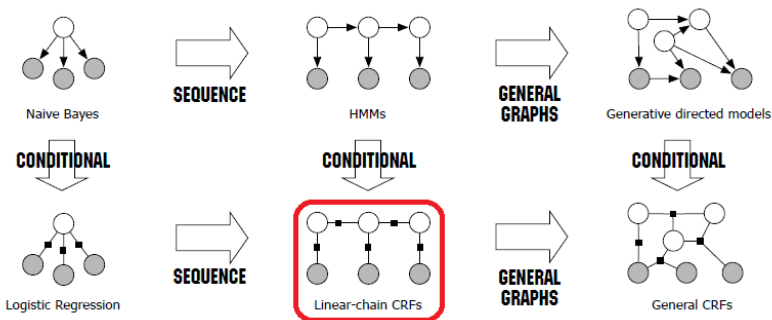 Naive Bayes
SEQUENCE
HMMs
GENERAL
GRAPHS
Generative directed models
CONDITIONAL
CONDITIONAL
CONDITIONAL
Logistic Regression
SEQUENCE
Linear-chain CRFs
GENERAL
GRAPHS
General CRFs